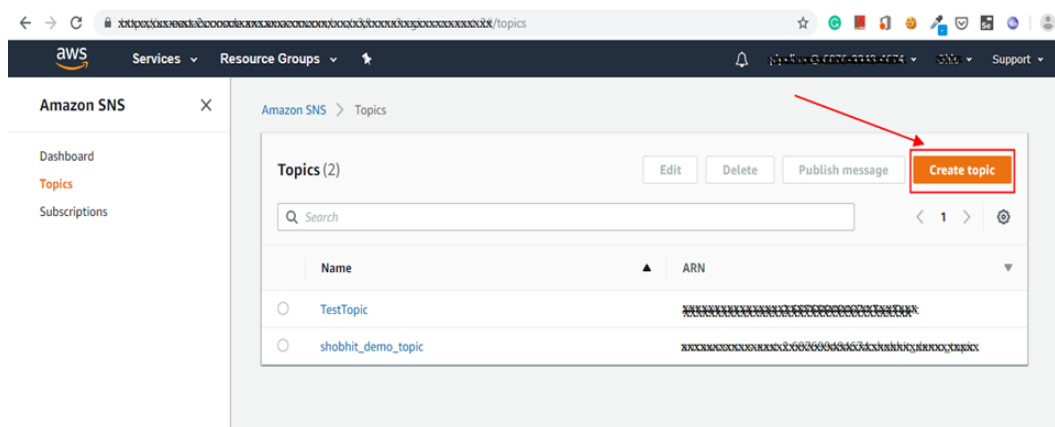 /topics
aws Services Resource Groups Support
Amazon SNS X
Amazon SNS > Topics
Dashboard
Topics
Subscriptions
Topics (2) Edit Delete Publish message Create topic
Search < 1 >
Name ARN
TestTopic
shobhit_demo_topic